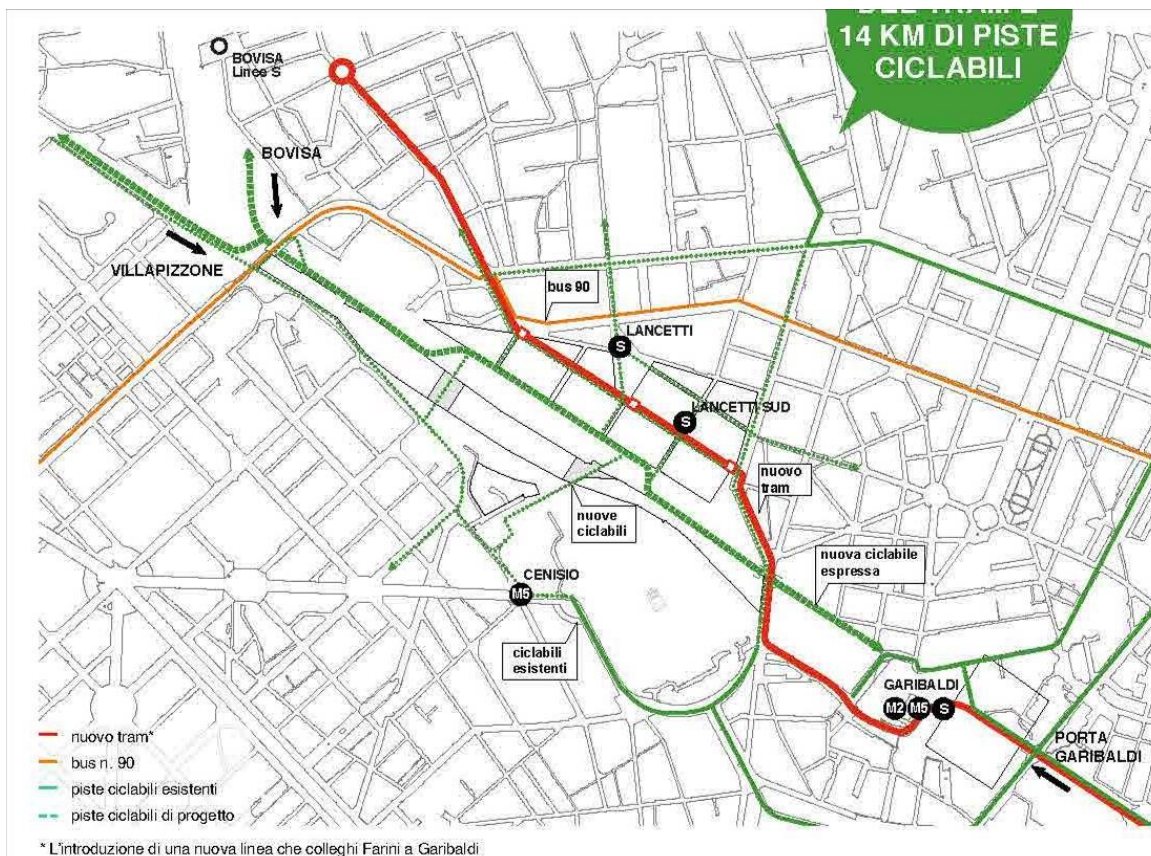 DEL TRAM E
14 KM DI PISTE
CICLABILI
BOVISA
Linee S
BOVISA
VILLAPIZZONE
bus 90
LANCETTI
S
LANCETTI SUD
S
nuovo
tram
nuove
ciclabili
nuova ciclabile
espressa
CENISIO
M5
ciclabili
esistenti
GARIBALDI
M2 M5 S
PORTA
GARIBALDI
nuovo tram*
bus n. 90
piste ciclabili esistenti
piste ciclabili di progetto
* L'introduzione di una nuova linea che colleghi Farini a Garibaldi